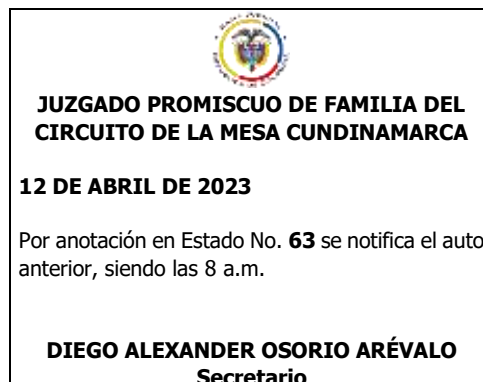 JUZGADO PROMISCUO DE FAMILIA DEL
CIRCUITO DE LA MESA CUNDINAMARCA
12 DE ABRIL DE 2023
Por anotación en Estado No. 63 se notifica el auto
anterior, siendo las 8 a.m.
DIEGO ALEXANDER OSORIO ARÉVALO
Secretario